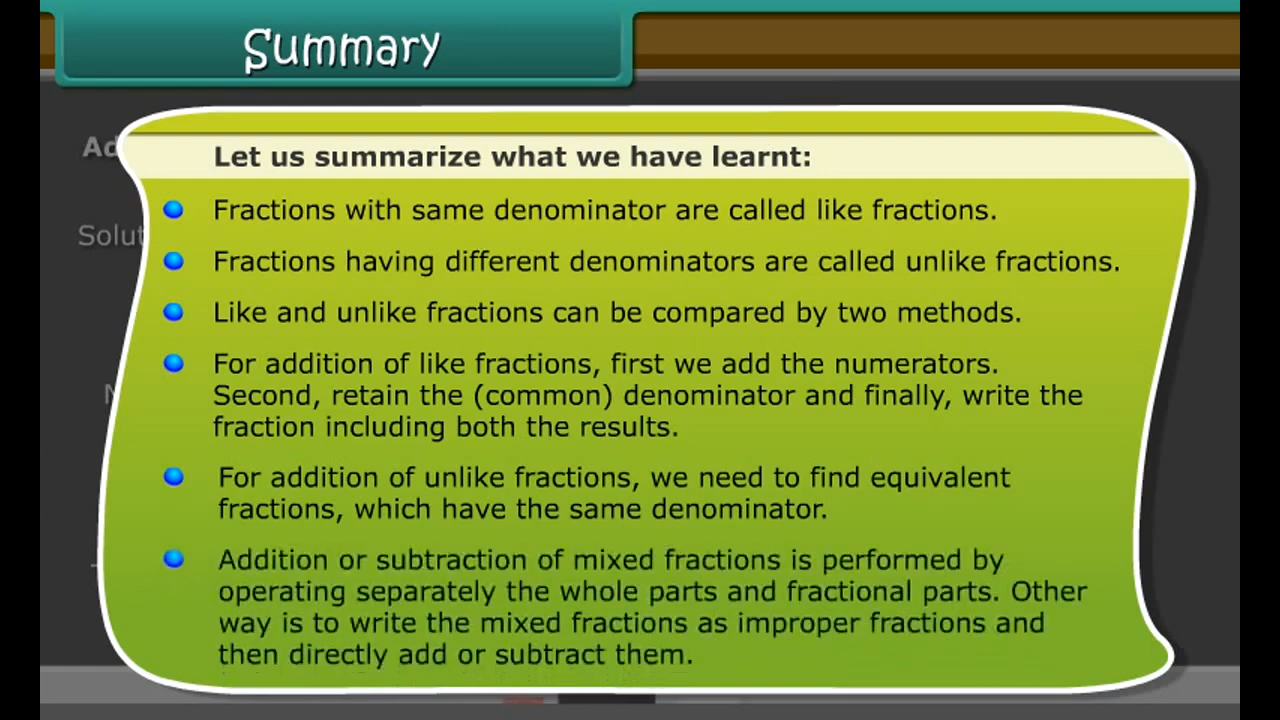 Summary
Let us summarize what we have learnt:
Fractions with same denominator are called like fractions.
Fractions having different denominators are called unlike fractions.
Like and unlike fractions can be compared by two methods.
For addition of like fractions, first we add the numerators.
Second, retain the (common) denominator and finally, write the
fraction including both the results.
For addition of unlike fractions, we need to find equivalent
fractions, which have the same denominator.
Addition or subtraction of mixed fractions is performed by
operating separately the whole parts and fractional parts. Other
way is to write the mixed fractions as improper fractions and
then directly add or subtract them.